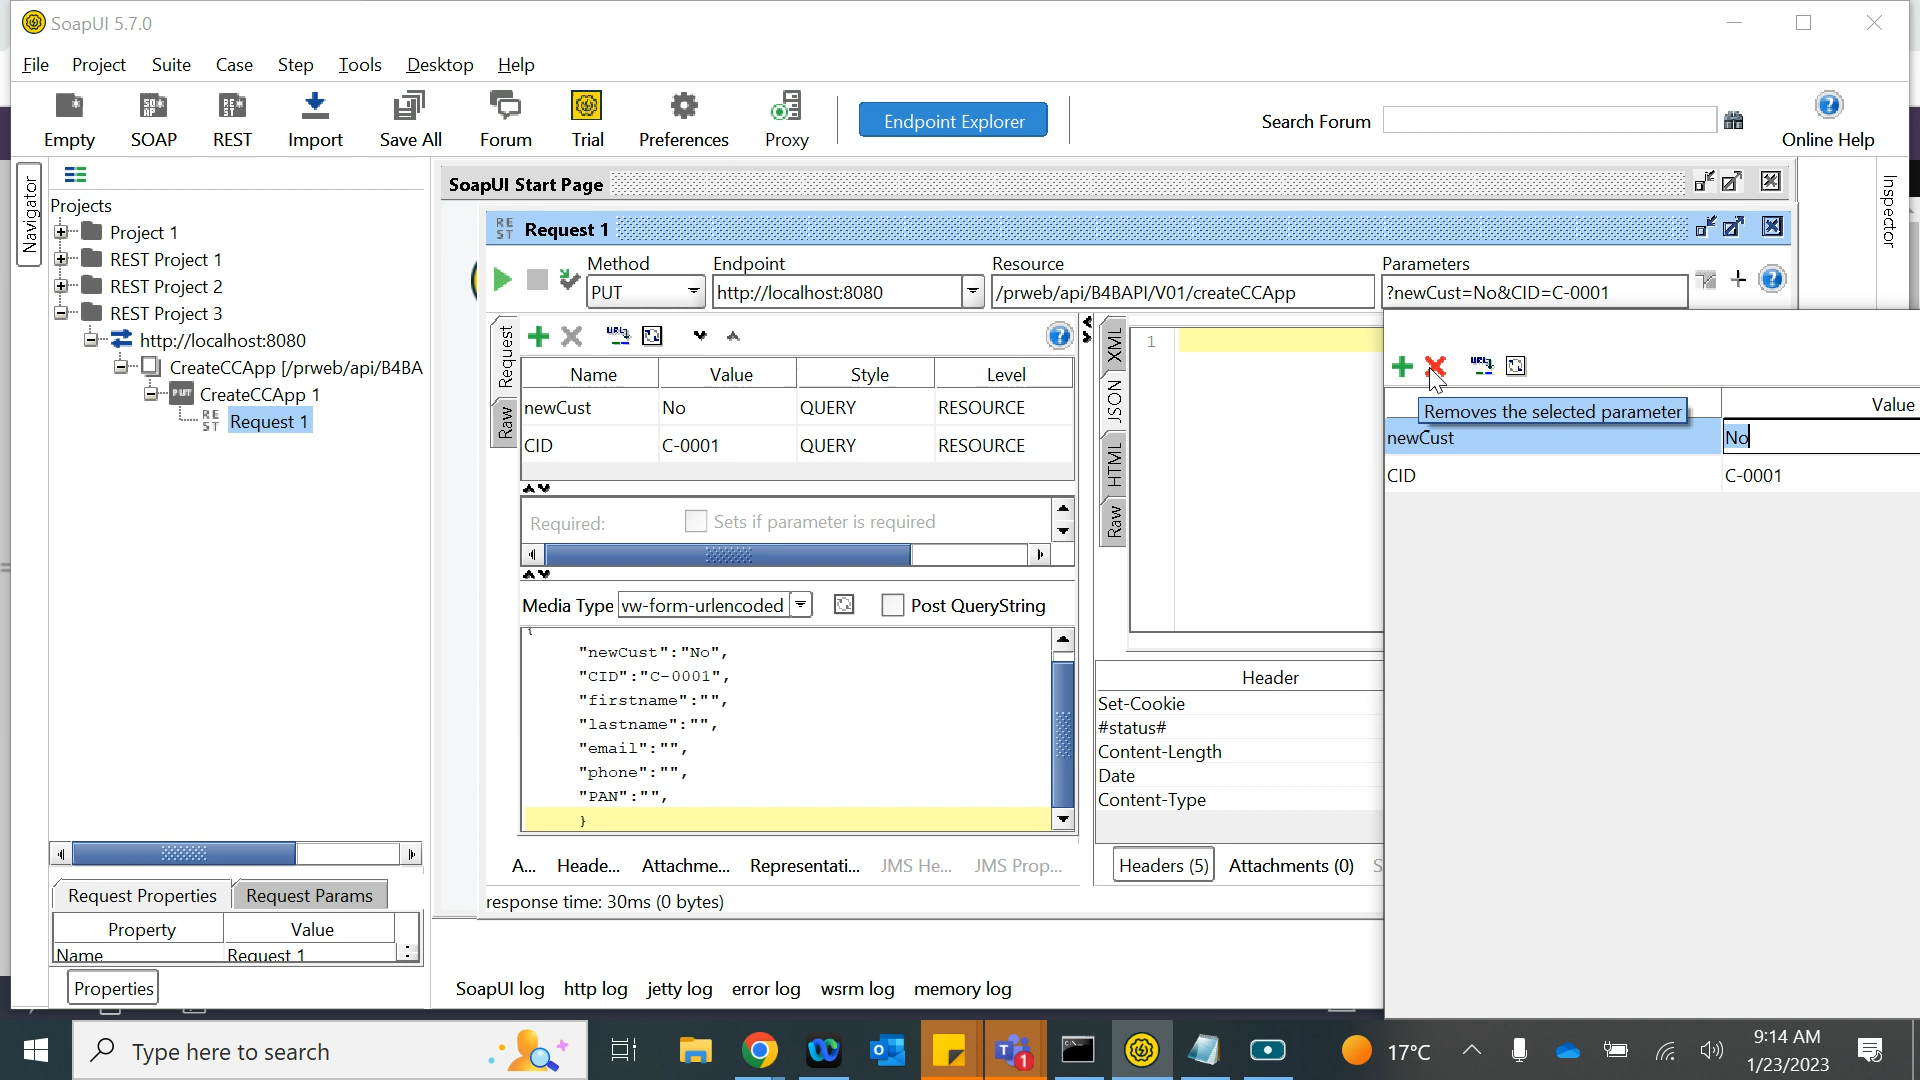 SoapUI 5.7.0
File Project Suite Case Step Tools Desktop Help
Empty SOAP REST Import Save All Forum Trial Preferences Proxy Endpoint Explorer Search Forum Online Help
Navigator
Projects
Project 1
REST Project 1
REST Project 2
REST Project 3
http://localhost:8080
CreateCCApp [/prweb/api/B4BA
PUT CreateCCApp 1
REST Request 1
Request Properties Request Params
Property Value
Name Request 1
Properties
SoapUI Start Page
REST Request 1
Method Endpoint Resource Parameters
PUT http://localhost:8080 /prweb/api/B4BAPI/V01/createCCApp ?newCust=No&CID=C-0001
Inspector
Request
Raw
Name Value Style Level
newCust No QUERY RESOURCE
CID C-0001 QUERY RESOURCE
Required: Sets if parameter is required
Media Type vw-form-urlencoded Post QueryString
{
"newCust":"No",
"CID":"C-0001",
"firstname":"",
"lastname":"",
"email":"",
"phone":"",
"PAN":"",
}
A... Heade... Attachme... Representati... JMS He... JMS Prop...
response time: 30ms (0 bytes)
XML
JSON
HTML
Raw
1
Header
Set-Cookie
#status#
Content-Length
Date
Content-Type
Headers (5) Attachments (0) S
Removes the selected parameter
Value
newCust No
CID C-0001
SoapUI log http log jetty log error log wsrm log memory log
Type here to search
1
17°C
9:14 AM
1/23/2023